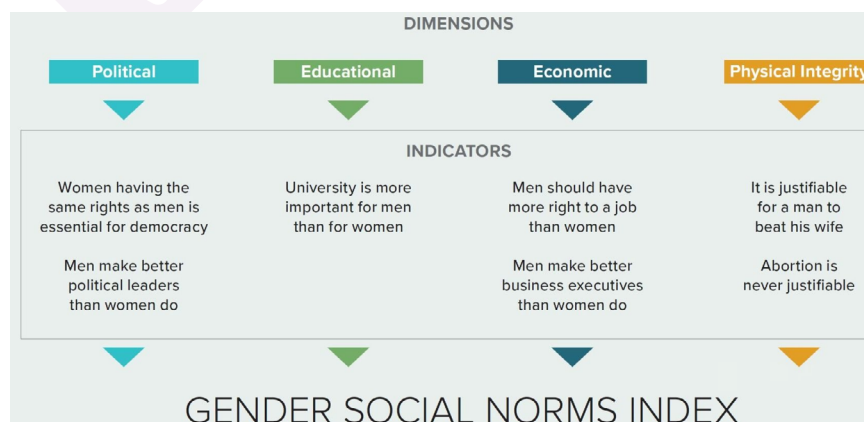 DIMENSIONS
Political
Educational
Economic
Physical Integrity
INDICATORS
Women having the
same rights as men is
essential for democracy
Men make better
political leaders
than women do
University is more
important for men
than for women
Men should have
more right to a job
than women
Men make better
business executives
than women do
It is justifiable
for a man to
beat his wife
Abortion is
never justifiable
GENDER SOCIAL NORMS INDEX